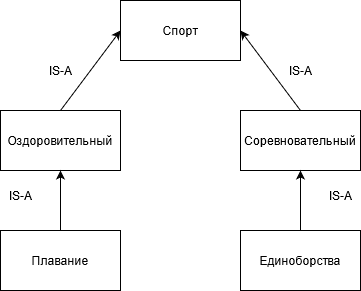 Спорт
IS-A
IS-A
Оздоровительный
Соревновательный
IS-A
IS-A
Плавание
Единоборства